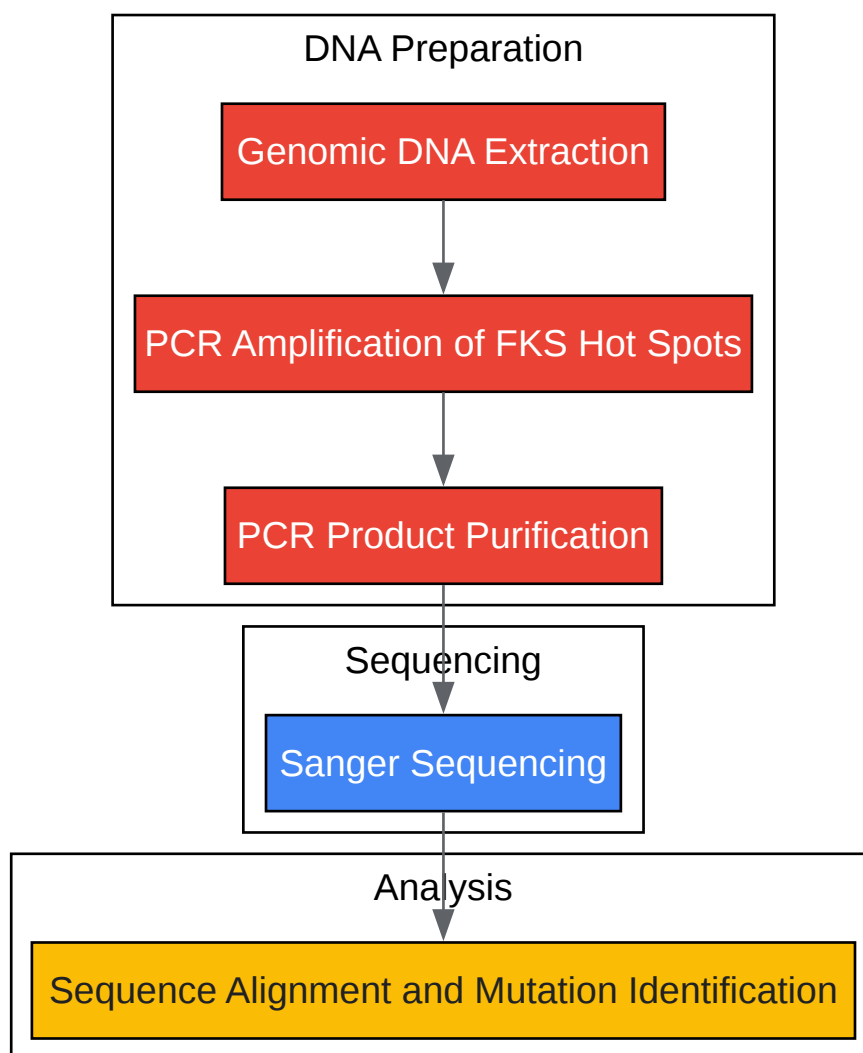 DNA Preparation
Genomic DNA Extraction
PCR Amplification of FKS Hot Spots
PCR Product Purification
Sequencing
Sanger Sequencing
Analysis
Sequence Alignment and Mutation Identification